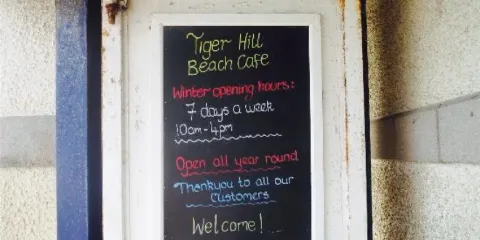 Tiger Hill
Beach Cafe
Winter opening hours:
7 days a week
10am-4pm
Open all year round
Thankyou to all our
Customers
Welcome!